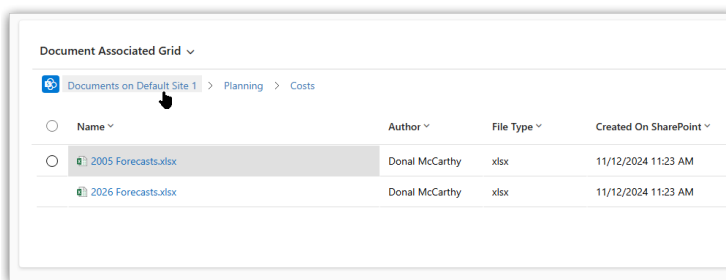 Document Associated Grid
Documents on Default Site 1 > Planning > Costs
Name Author File Type Created On SharePoint
2005 Forecasts.xlsx Donal McCarthy xlsx 11/12/2024 11:23 AM
2026 Forecasts.xlsx Donal McCarthy xlsx 11/12/2024 11:23 AM